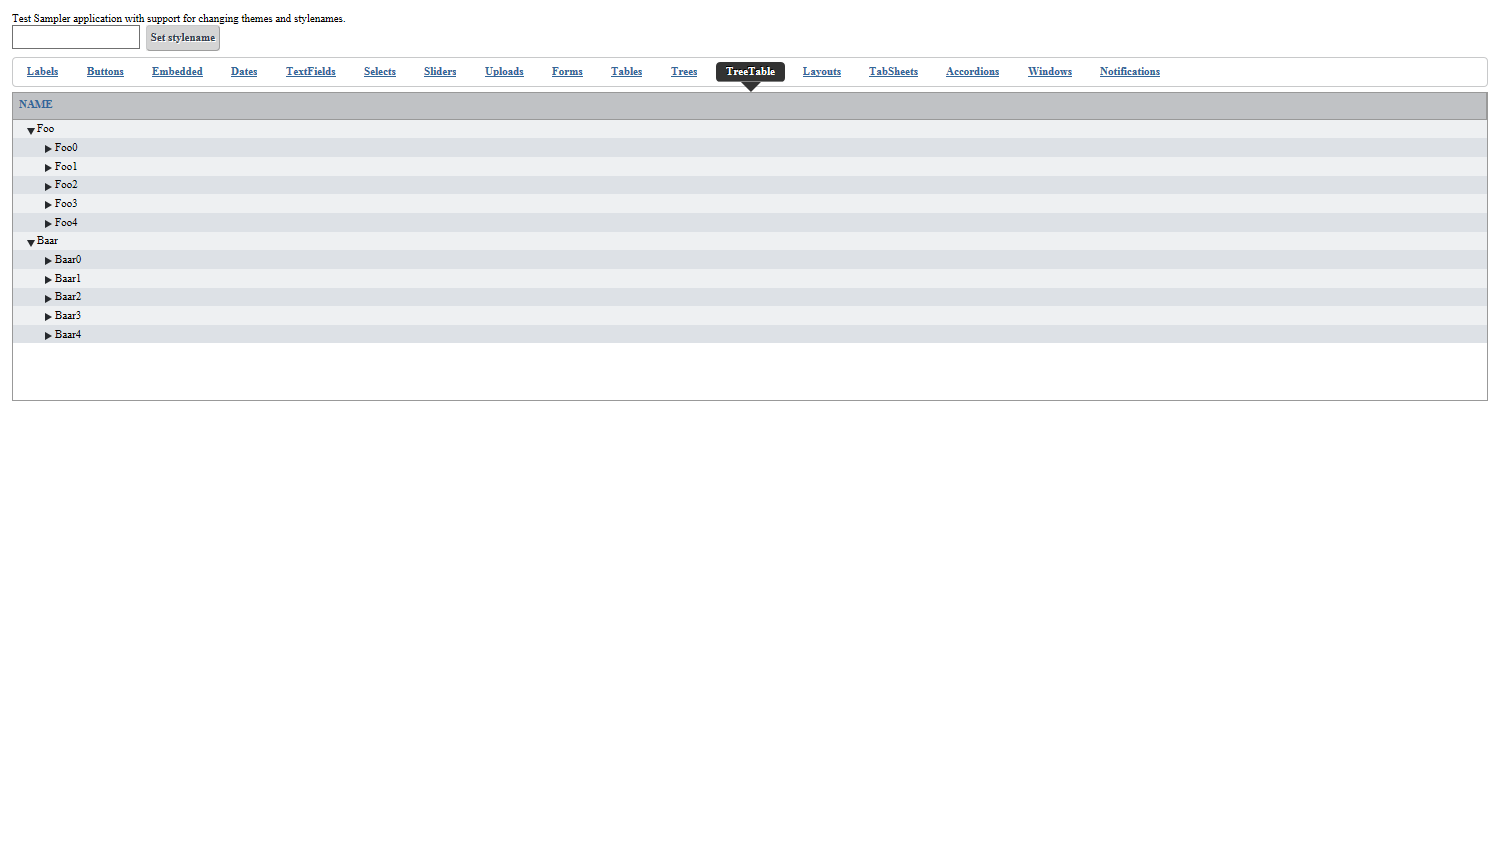 Test Sampler application with support for changing themes and stylenames.
Set stylename
Labels Buttons Embedded Dates TextFields Selects Sliders Uploads Forms Tables Trees TreeTable Layouts TabSheets Accordions Windows Notifications
NAME
Foo
Foo0
Foo1
Foo2
Foo3
Foo4
Baar
Baar0
Baar1
Baar2
Baar3
Baar4